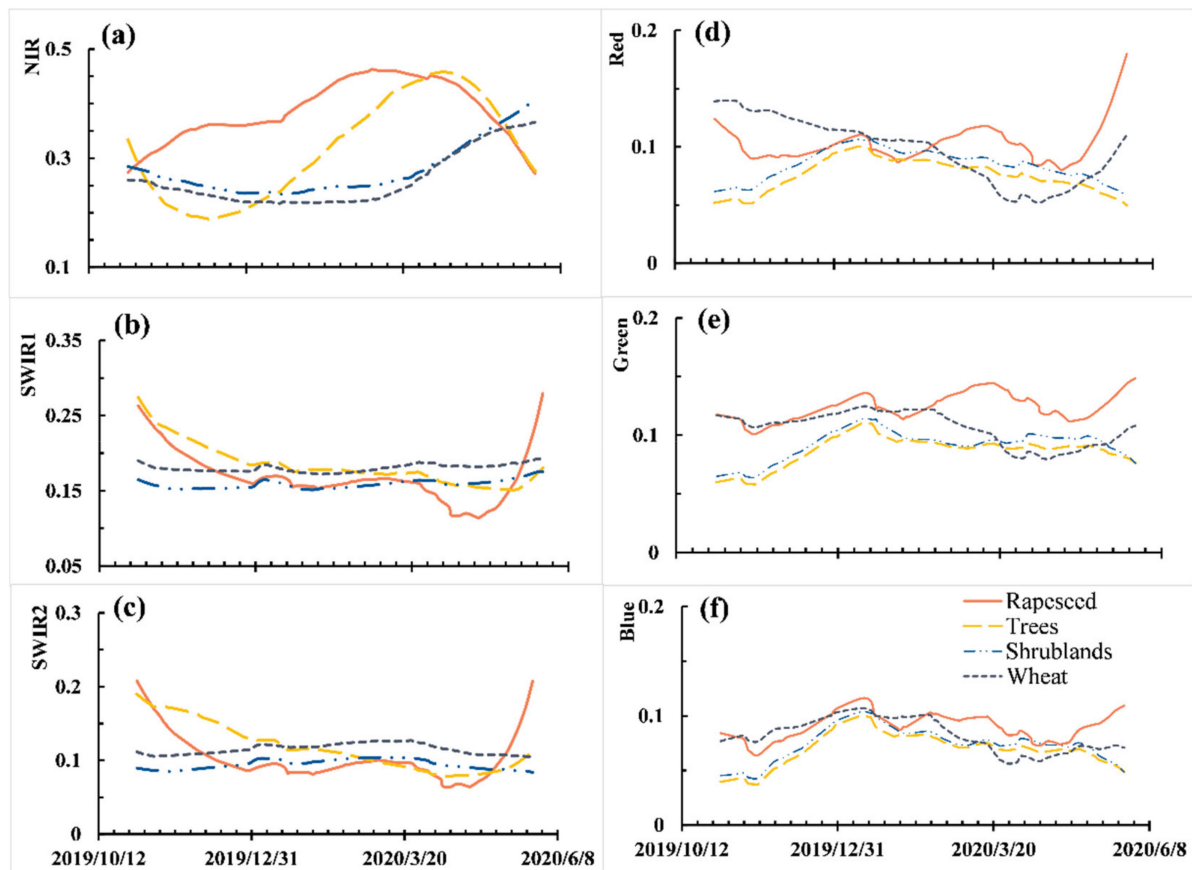 (a)
NIR
0.5
0.3
0.1
(b)
SWIR1
0.35
0.25
0.15
0.05
(c)
SWIR2
0.3
0.2
0.1
0
2019/10/12 2019/12/31 2020/3/20 2020/6/8
(d)
Red
0.2
0.1
0
(e)
Green
0.2
0.1
0
(f)
Blue
0.2
0.1
0
Rapeseed
Trees
Shrublands
Wheat
2019/10/12 2019/12/31 2020/3/20 2020/6/8